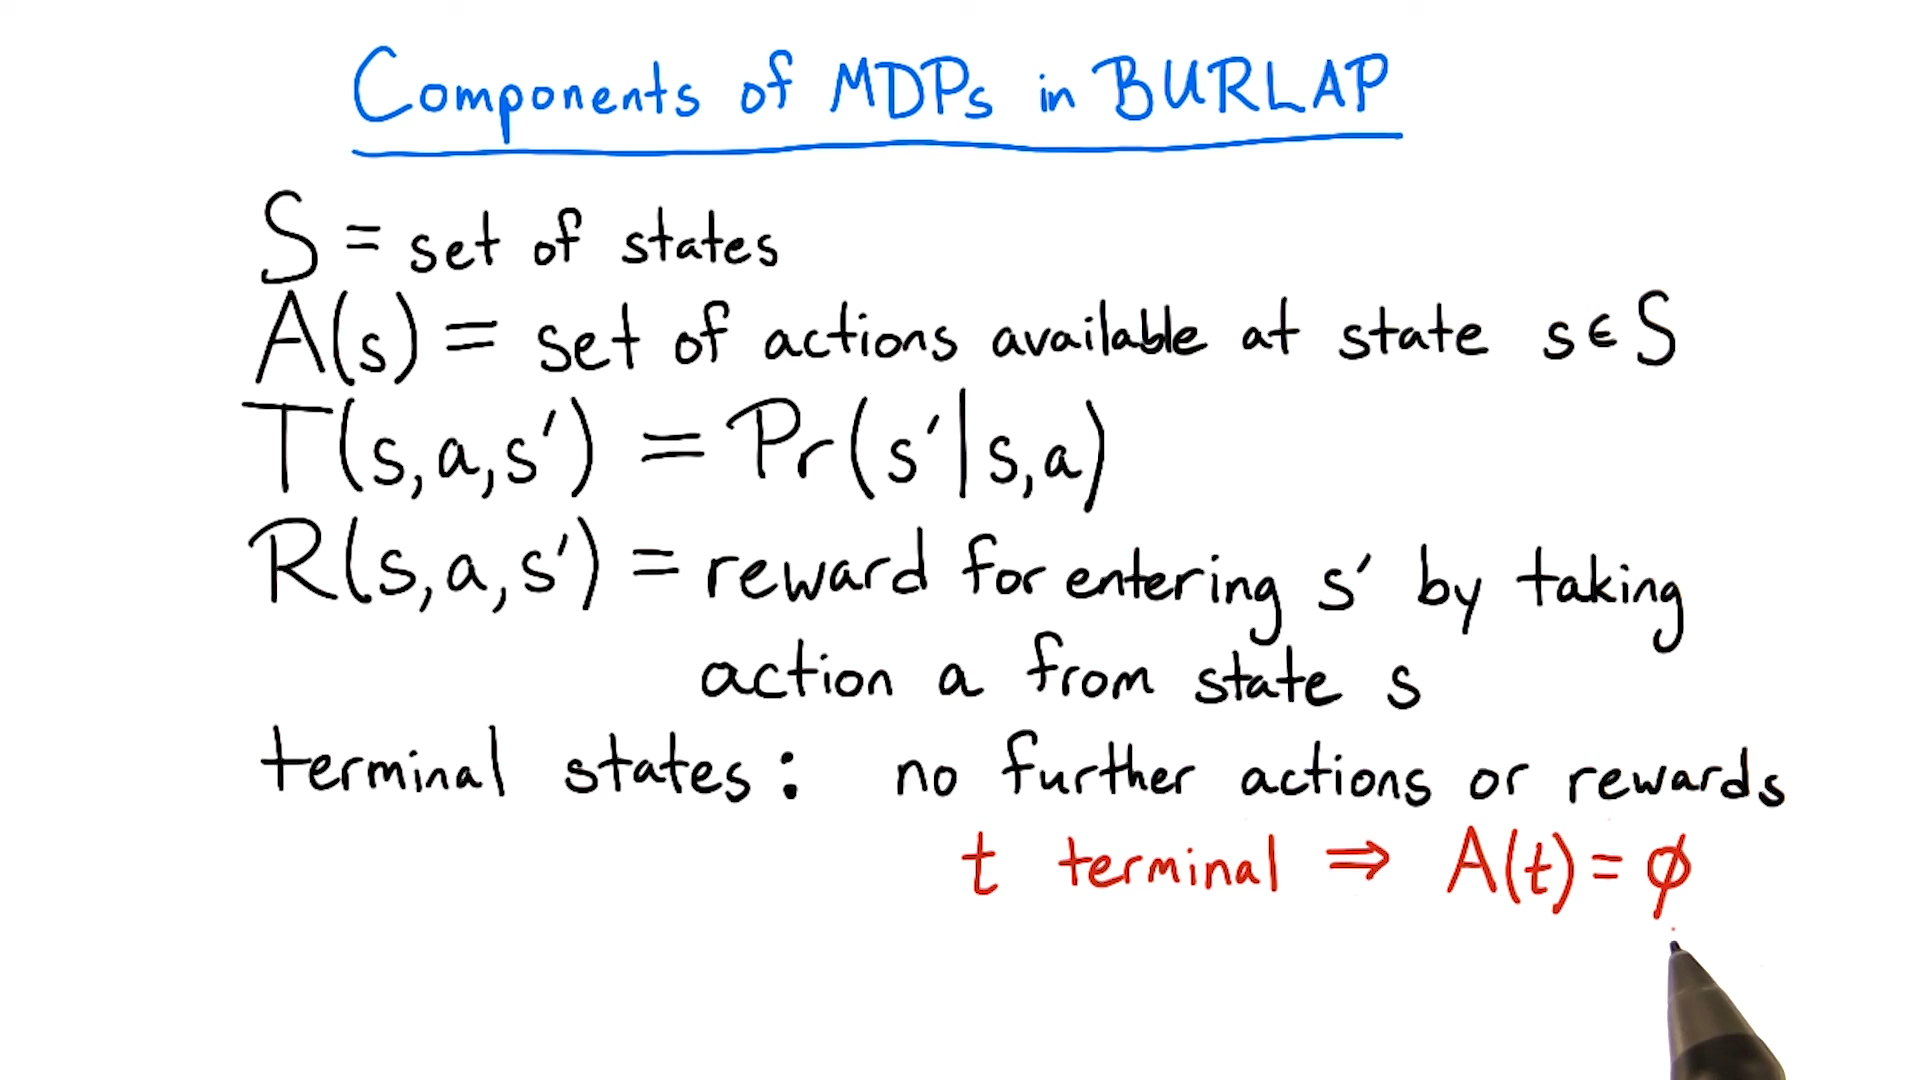 Components of MDPs in BURLAP
S = set of states
A(s) = set of actions available at state s∈S
T(s,a,s') = Pr(s'|s,a)
R(s,a,s') = reward for entering s' by taking
action a from state s
terminal states: no further actions or rewards
t terminal ⇒ A(t) = ∅